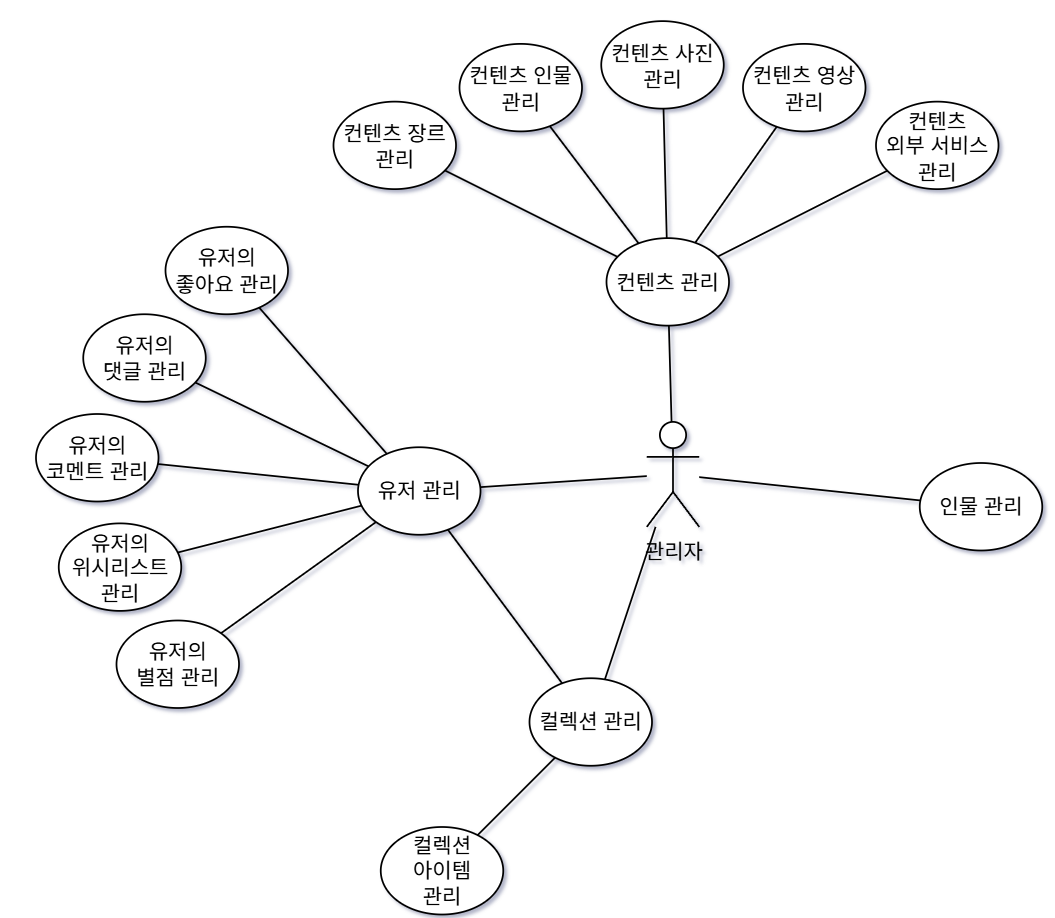 컨텐츠 사진
관리
컨텐츠 인물
관리
컨텐츠 영상
관리
컨텐츠 장르
관리
컨텐츠
외부 서비스
관리
유저의
좋아요 관리
컨텐츠 관리
유저의
댓글 관리
유저의
코멘트 관리
유저 관리
인물 관리
관리자
유저의
위시리스트
관리
유저의
별점 관리
컬렉션 관리
컬렉션
아이템
관리